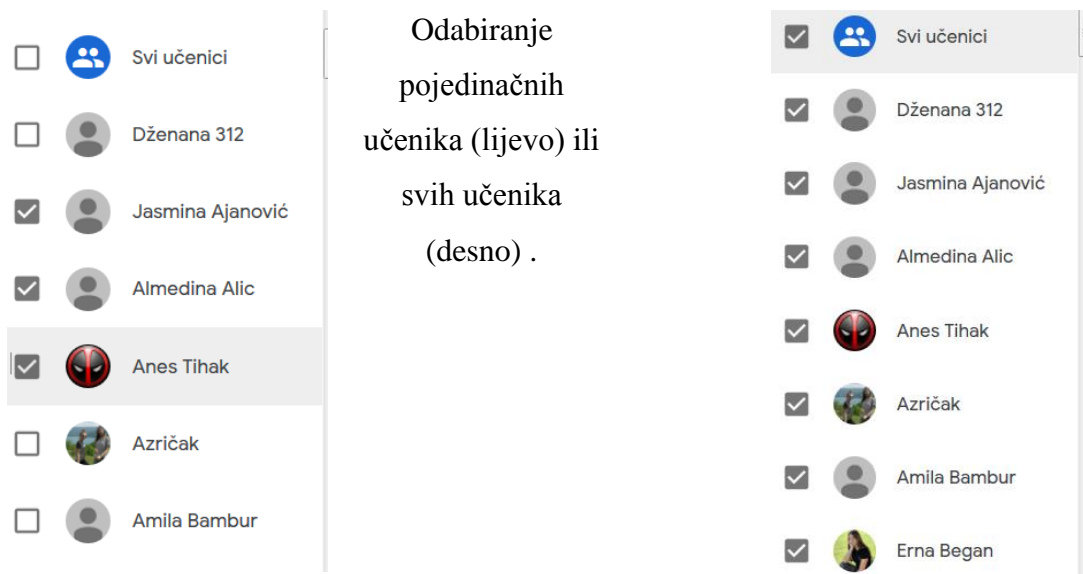 Svi učenici
Dženana 312
Jasmina Ajanović
Almedina Alic
Anes Tihak
Azričak
Amila Bambur
Odabiranje
pojedinačnih
učenika (lijevo) ili
svih učenika
(desno) .
Svi učenici
Dženana 312
Jasmina Ajanović
Almedina Alic
Anes Tihak
Azričak
Amila Bambur
Erna Began